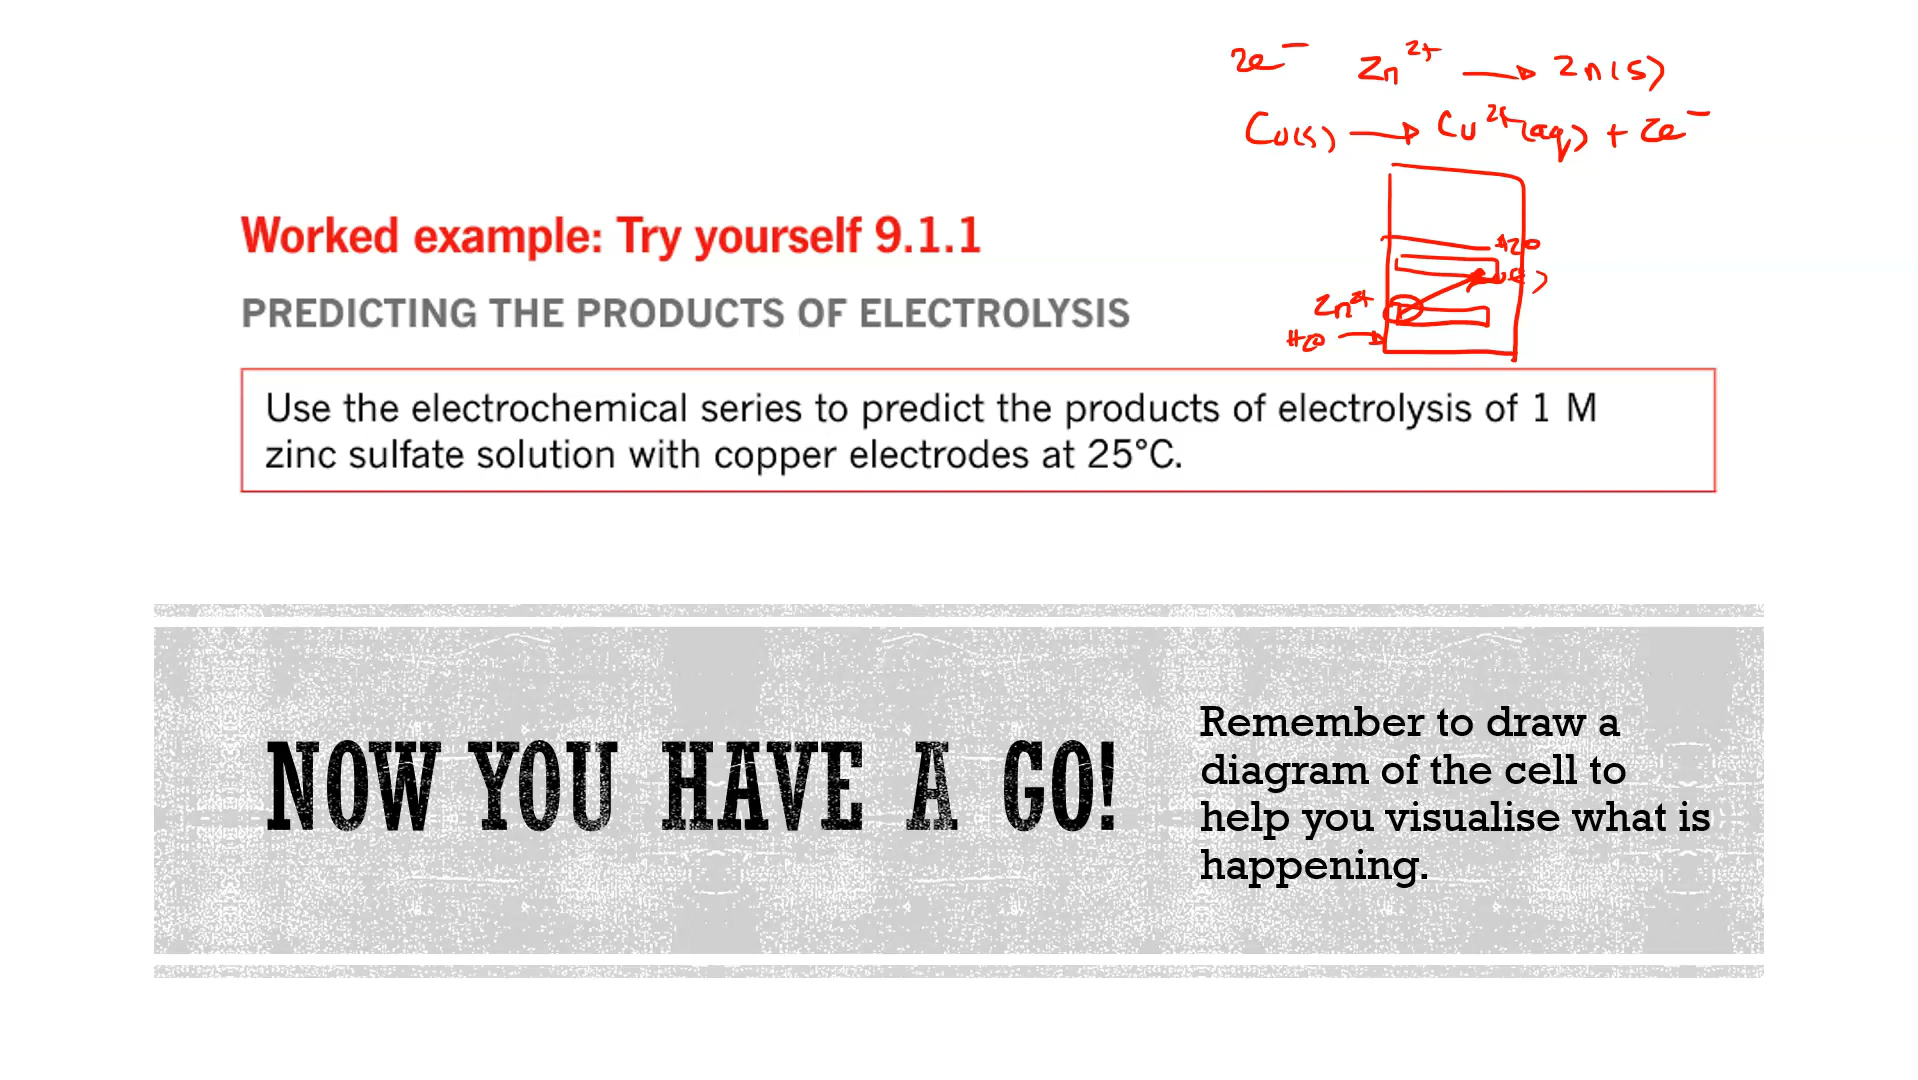 2e⁻ Zn²⁺ → Zn(s)
Cu(s) → Cu²⁺(aq) + 2e⁻
Worked example: Try yourself 9.1.1
H2O
PREDICTING THE PRODUCTS OF ELECTROLYSIS
Zn²⁺
H2O →
Use the electrochemical series to predict the products of electrolysis of 1 M
zinc sulfate solution with copper electrodes at 25°C.
NOW YOU HAVE A GO!
Remember to draw a
diagram of the cell to
help you visualise what is
happening.